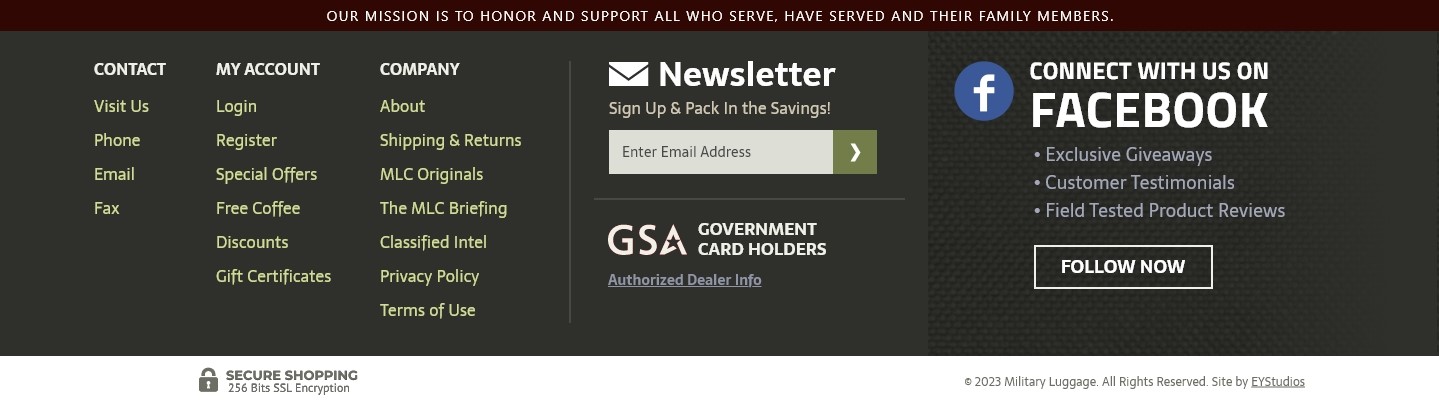 OUR MISSION IS TO HONOR AND SUPPORT ALL WHO SERVE, HAVE SERVED AND THEIR FAMILY MEMBERS.
CONTACT
Visit Us
Phone
Email
Fax
MY ACCOUNT
Login
Register
Special Offers
Free Coffee
Discounts
Gift Certificates
COMPANY
About
Shipping & Returns
MLC Originals
The MLC Briefing
Classified Intel
Privacy Policy
Terms of Use
Newsletter
Sign Up & Pack In the Savings!
Enter Email Address
GSA
GOVERNMENT
CARD HOLDERS
Authorized Dealer Info
CONNECT WITH US ON
FACEBOOK
• Exclusive Giveaways
• Customer Testimonials
• Field Tested Product Reviews
FOLLOW NOW
SECURE SHOPPING
256 Bits SSL Encryption
© 2023 Military Luggage. All Rights Reserved. Site by EYStudios